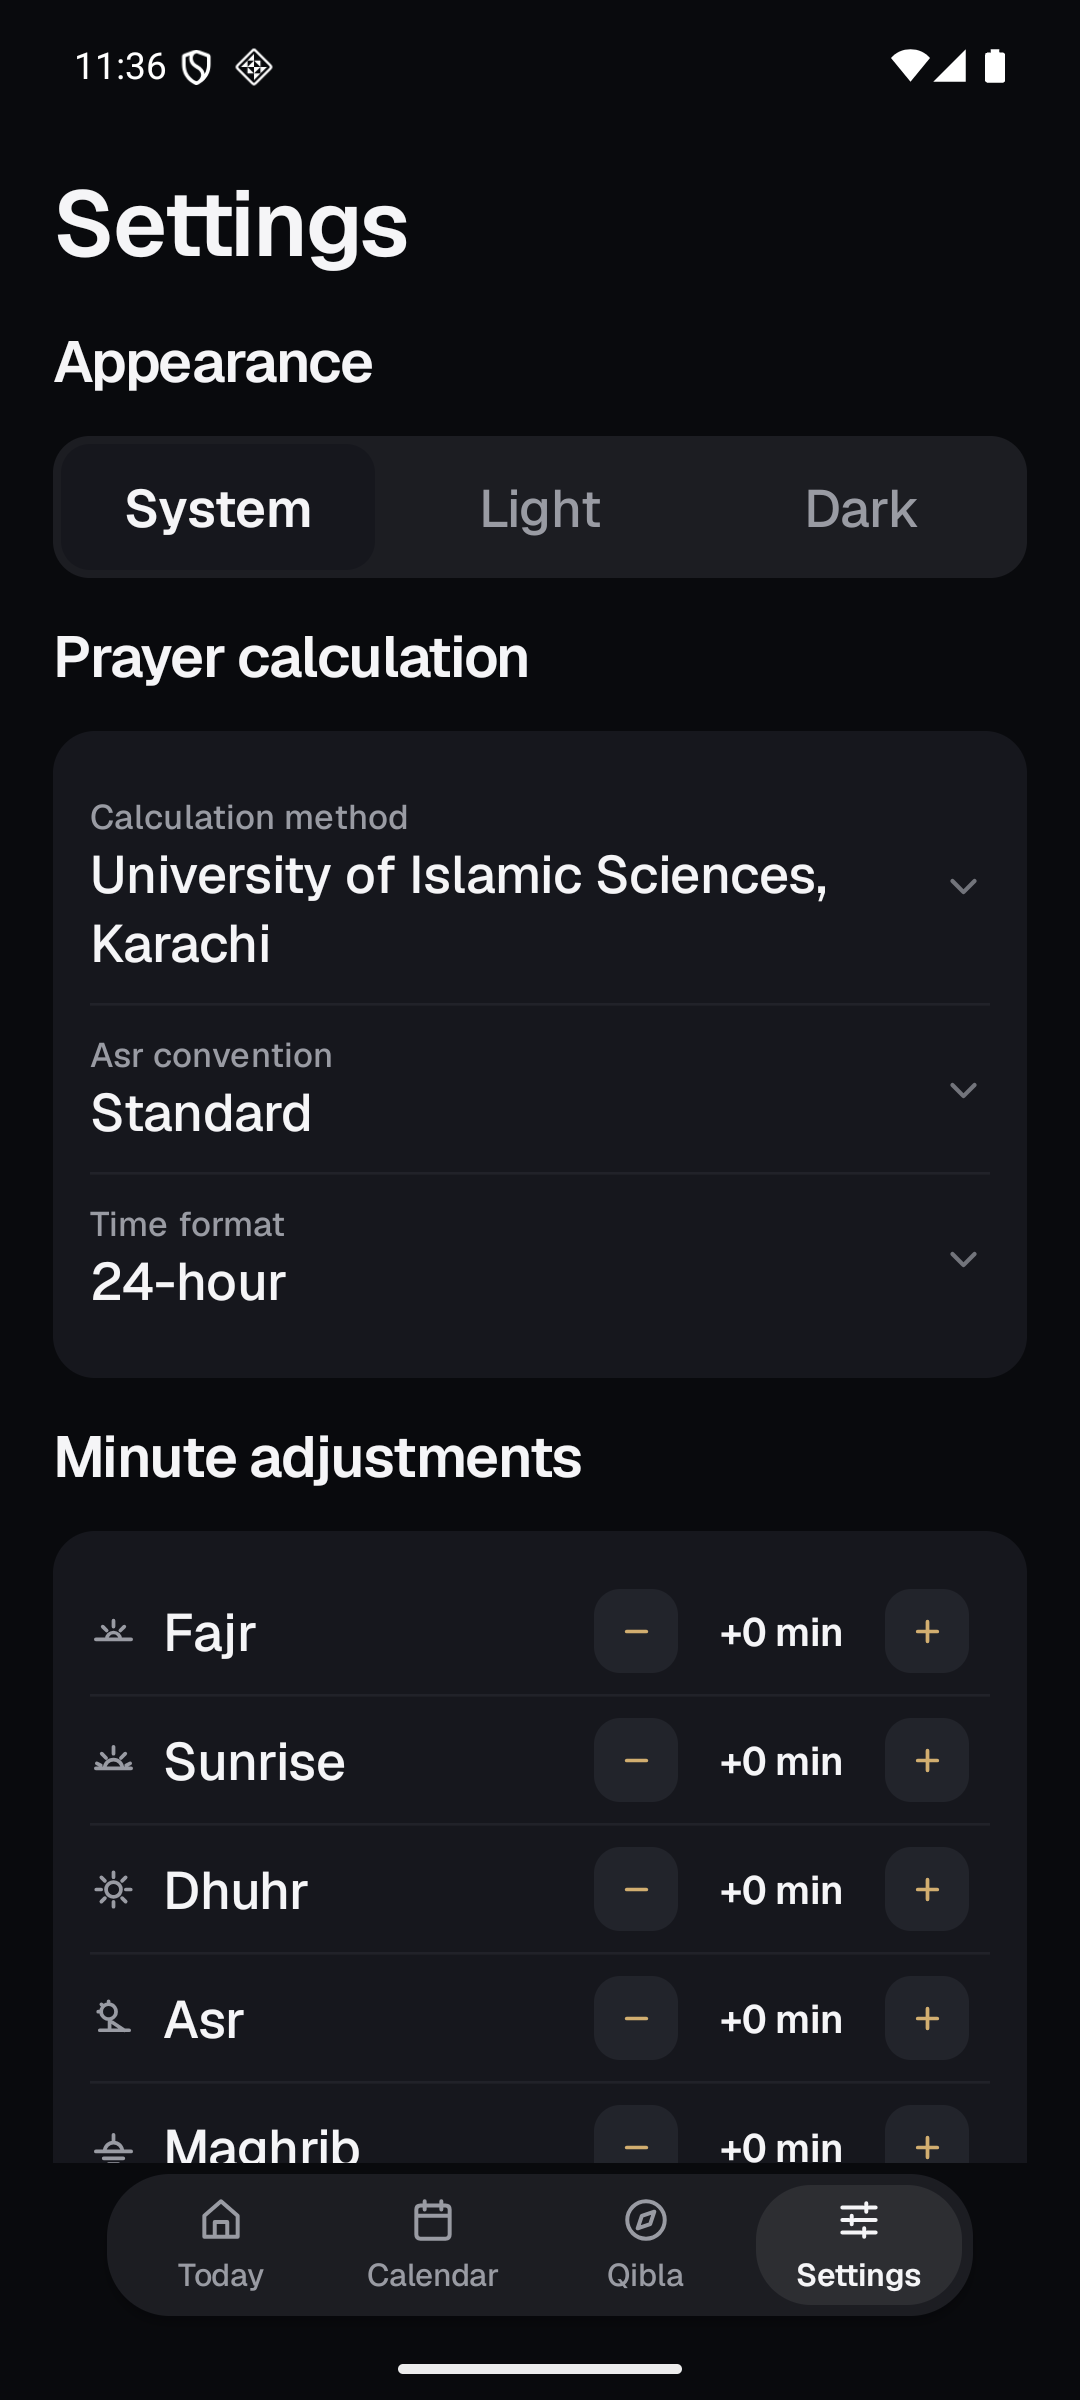 11:36
Settings
Appearance
System Light Dark
Prayer calculation
Calculation method
University of Islamic Sciences,
Karachi
Asr convention
Standard
Time format
24-hour
Minute adjustments
Fajr − +0 min +
Sunrise − +0 min +
Dhuhr − +0 min +
Asr − +0 min +
Maghrib − +0 min +
Today Calendar Qibla Settings